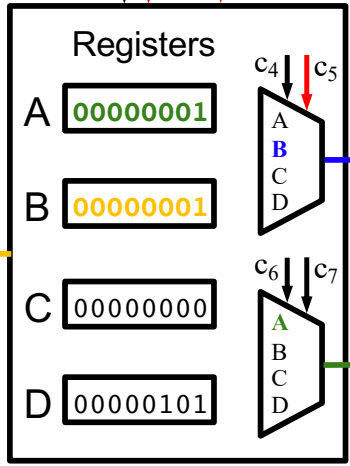 Registers
A 00000001
B 00000001
C 00000000
D 00000101
c4 c5
A
B
C
D
c6 c7
A
B
C
D